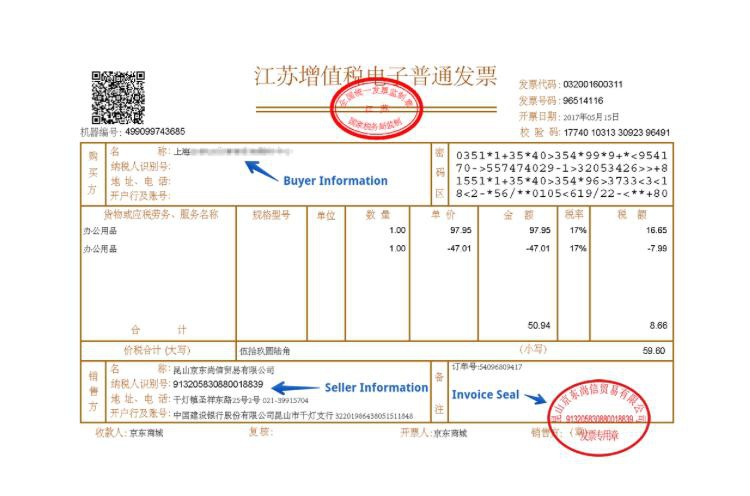 江苏增值税电子普通发票
全国统一发票监制章
江苏
国家税务局监制
发票代码: 032001600311
发票号码: 96514116
开票日期: 2017年05月15日
校 验 码: 17740 10313 30923 96491
机器编号: 499099743685
购买方
名 称: 上海
纳税人识别号:
地 址、电 话:
开户行及账号:
Buyer Information
密码区
0351*1+35*40>354*99*9+*<9541
70->557474029-1>32053426>>+8
1551*1+35*40>354*96>3733<3<1
8<2-*56/**0105<619/22-<**+80
货物或应税劳务、服务名称 规格型号 单位 数 量 单 价 金 额 税率 税 额
办公用品 1.00 97.95 97.95 17% 16.65
办公用品 1.00 -47.01 -47.01 17% -7.99
合 计 50.94 8.66
价税合计 (大写) 伍拾玖圆陆角 (小写) 59.60
销售方
名 称: 昆山京东尚信贸易有限公司
纳税人识别号: 913205830880018839
地 址、电 话: 千灯镇圣祥东路25号2号 021-39915704
开户行及账号: 中国建设银行股份有限公司昆山市千灯支行 32201986438051511848
Seller Information
备注
订单号:54096809417
Invoice Seal
昆山京东尚信贸易有限公司
913205830880018839
发票专用章
收款人: 京东商城 复核: 开票人: 京东商城 销售方: (章)